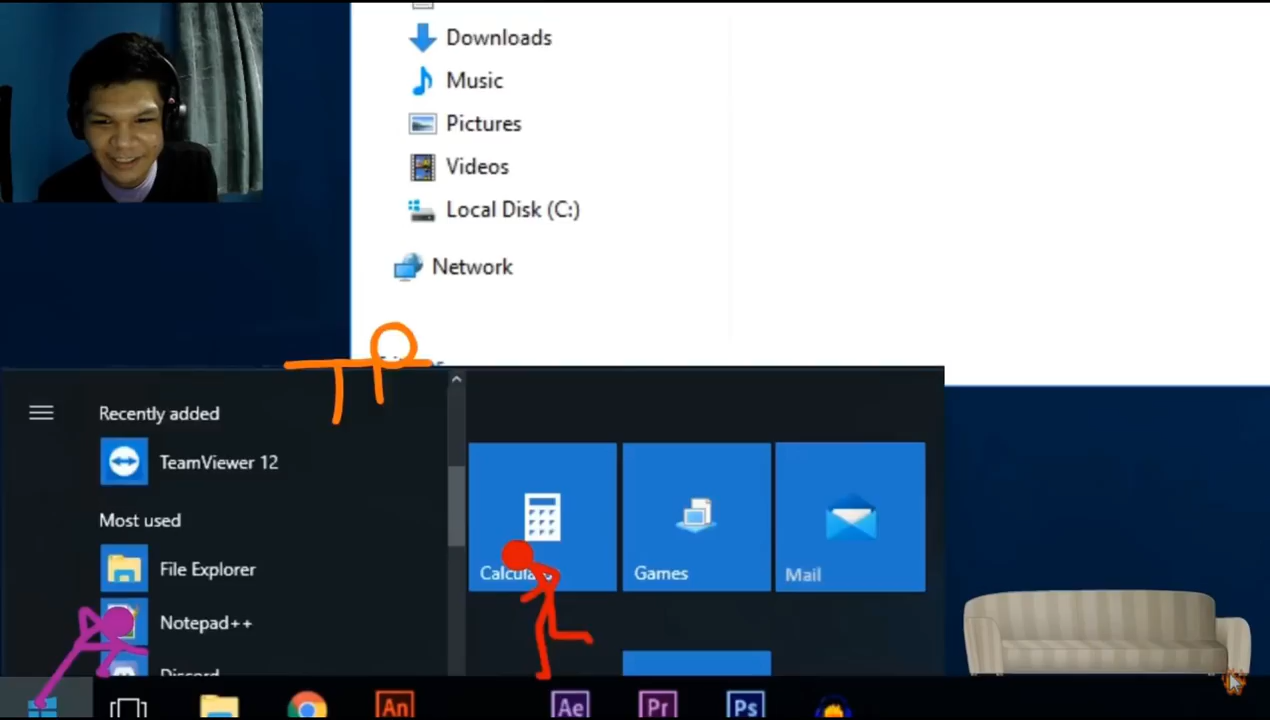 Downloads
Music
Pictures
Videos
Local Disk (C:)
Network
Recently added
TeamViewer 12
Most used
File Explorer
Notepad++
Discord
Games
Mail
An
Ae
Pr
Ps